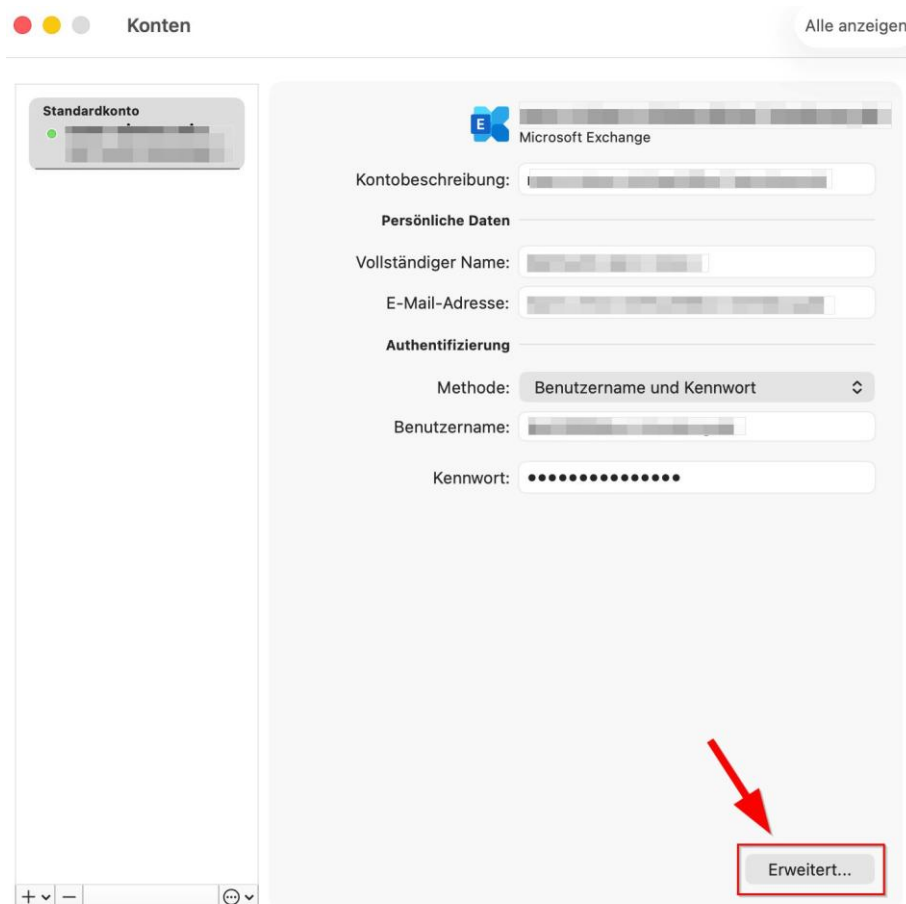 Konten
Alle anzeigen
Standardkonto
E
Microsoft Exchange
Kontobeschreibung:
Persönliche Daten
Vollständiger Name:
E-Mail-Adresse:
Authentifizierung
Methode: Benutzername und Kennwort
Benutzername:
Kennwort: •••••••••••••••
Erweitert...